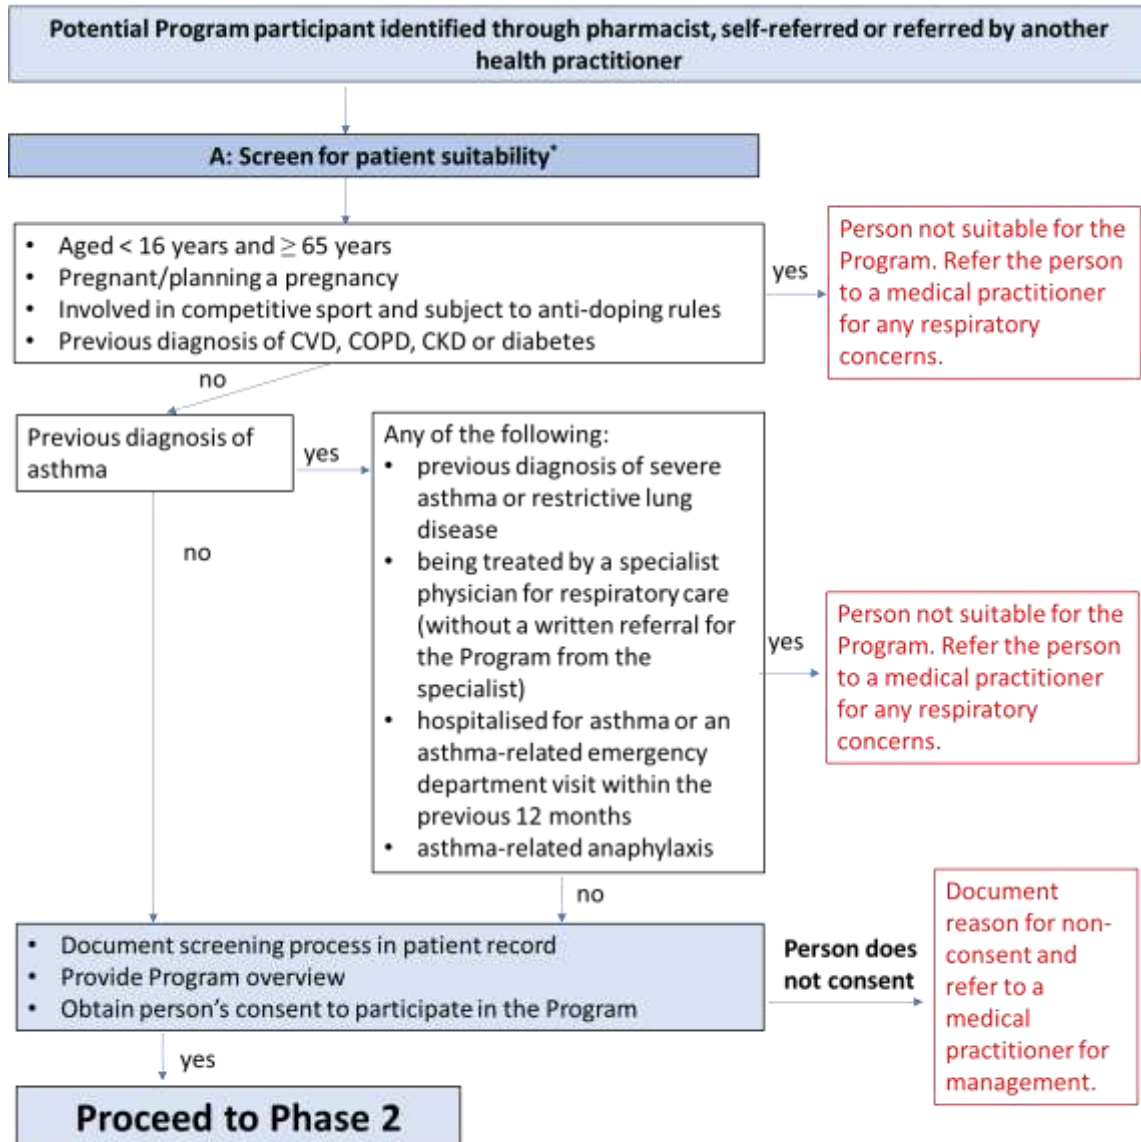 Potential Program participant identified through pharmacist, self-referred or referred by another
health practitioner
A: Screen for patient suitability*
• Aged < 16 years and ≥ 65 years
• Pregnant/planning a pregnancy
• Involved in competitive sport and subject to anti-doping rules
• Previous diagnosis of CVD, COPD, CKD or diabetes
yes
Person not suitable for the
Program. Refer the person
to a medical practitioner
for any respiratory
concerns.
no
Previous diagnosis of
asthma
yes
Any of the following:
• previous diagnosis of severe
asthma or restrictive lung
disease
• being treated by a specialist
physician for respiratory care
(without a written referral for
the Program from the
specialist)
• hospitalised for asthma or an
asthma-related emergency
department visit within the
previous 12 months
• asthma-related anaphylaxis
yes
Person not suitable for the
Program. Refer the person
to a medical practitioner
for any respiratory
concerns.
no
no
• Document screening process in patient record
• Provide Program overview
• Obtain person's consent to participate in the Program
Person does
not consent
Document
reason for non-
consent and
refer to a
medical
practitioner for
management.
yes
Proceed to Phase 2